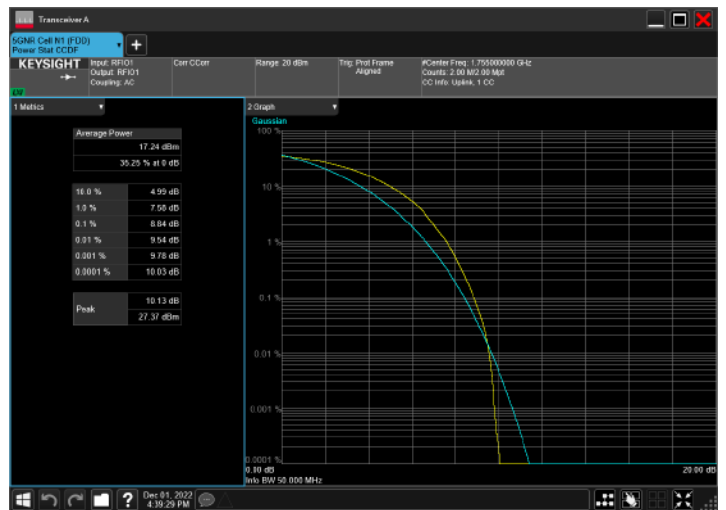 Transceiver A
5GNR Cell N1 (FDD)
Power Stat CCDF
KEYSIGHT
Input: RFIO1
Output: RFIO1
Coupling: AC
Corr CCorr
Range: 20 dBm
Trig: Prot Frame
Aligned
#Center Freq: 1.755000000 GHz
Counts: 2.00 M/2.00 Mpt
CC Info: Uplink, 1 CC
1 Metrics
Average Power
17.24 dBm
35.25 % at 0 dB
10.0 % 4.99 dB
1.0 % 7.58 dB
0.1 % 8.84 dB
0.01 % 9.54 dB
0.001 % 9.78 dB
0.0001 % 10.03 dB
Peak
10.13 dB
27.37 dBm
2 Graph
Gaussian
100 %
10 %
1 %
0.1 %
0.01 %
0.001 %
0.0001 %
0.00 dB
20.00 dB
Info BW 50.000 MHz
?
Dec 01, 2022
4:39:29 PM